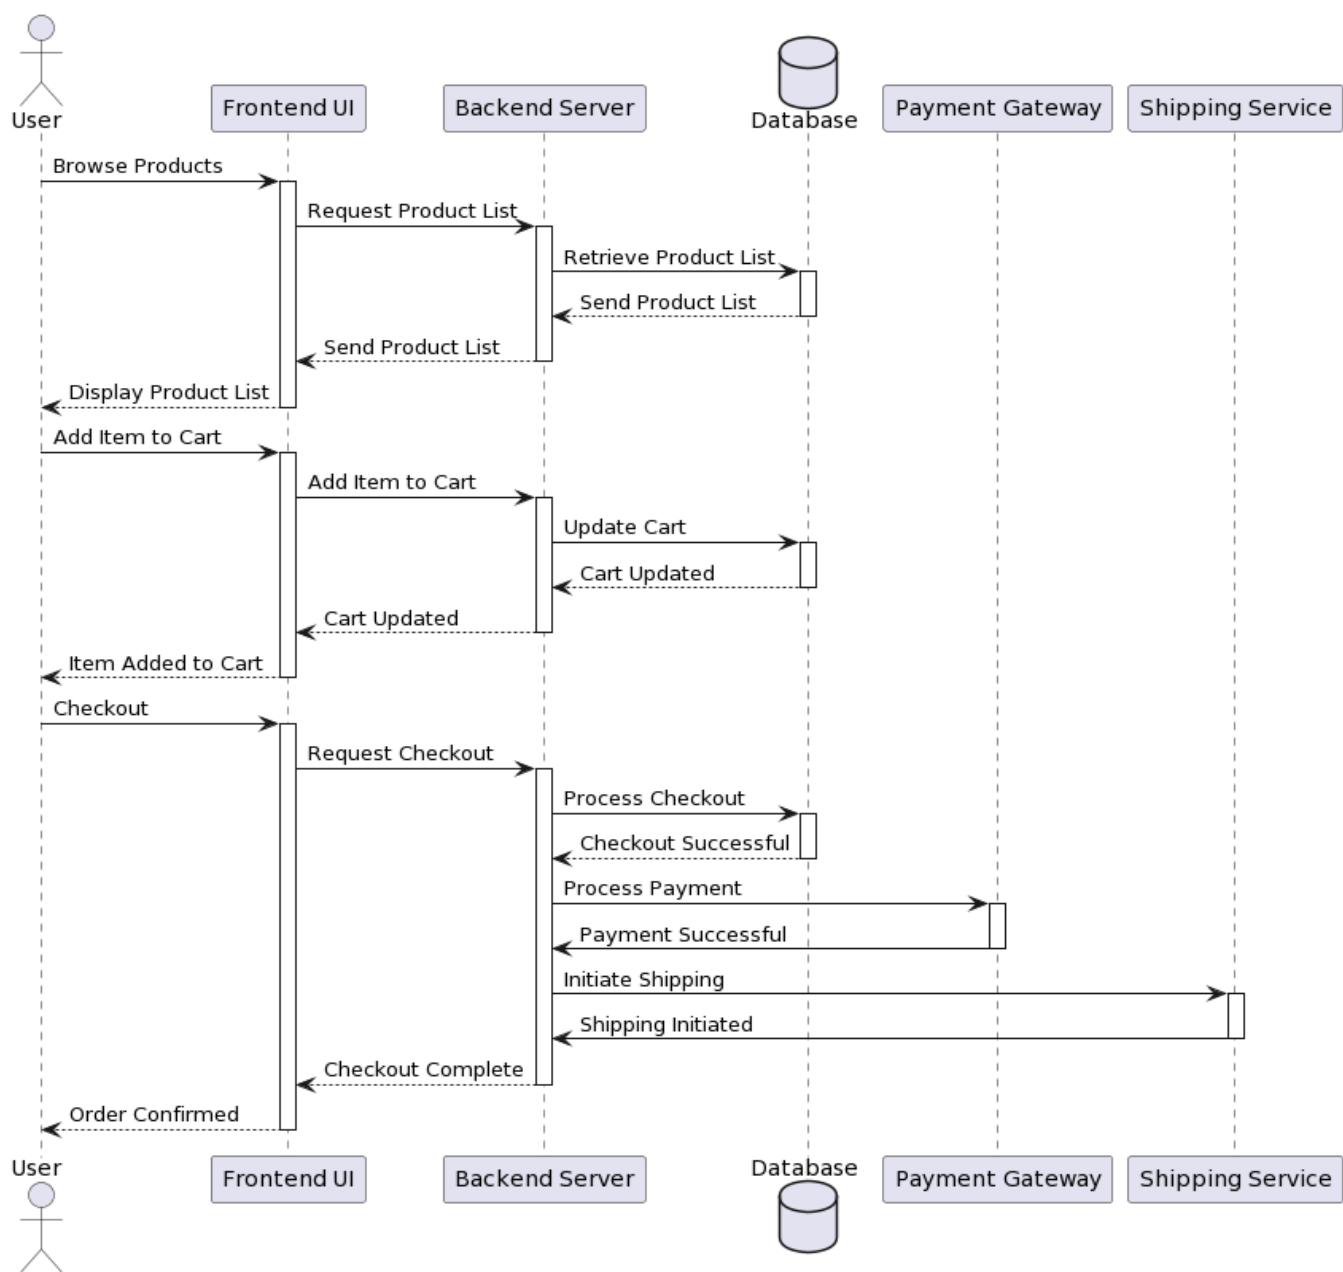 User
Frontend UI
Backend Server
Database
Payment Gateway
Shipping Service
Browse Products
Request Product List
Retrieve Product List
Send Product List
Send Product List
Display Product List
Add Item to Cart
Add Item to Cart
Update Cart
Cart Updated
Cart Updated
Item Added to Cart
Checkout
Request Checkout
Process Checkout
Checkout Successful
Process Payment
Payment Successful
Initiate Shipping
Shipping Initiated
Checkout Complete
Order Confirmed
User
Frontend UI
Backend Server
Database
Payment Gateway
Shipping Service